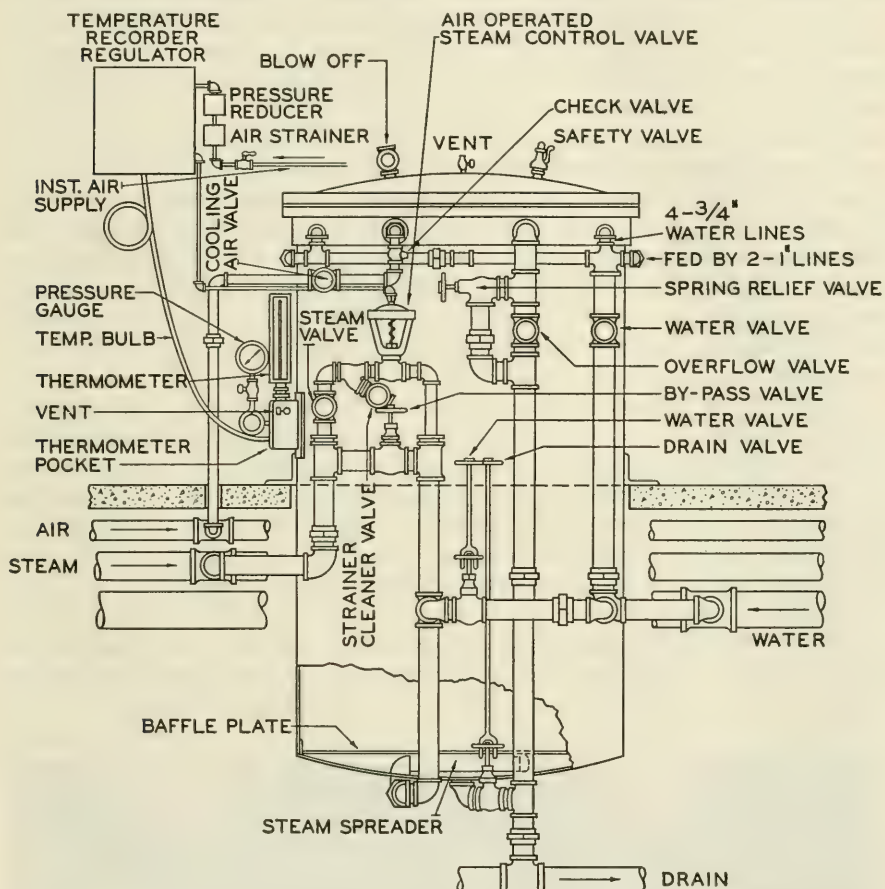 TEMPERATURE
RECORDER
REGULATOR
AIR OPERATED
STEAM CONTROL VALVE
BLOW OFF
PRESSURE
REDUCER
AIR STRAINER
CHECK VALVE
VENT
SAFETY VALVE
INST. AIR
SUPPLY
COOLING
AIR VALVE
4-3/4"
WATER LINES
FED BY 2-1" LINES
PRESSURE
GAUGE
SPRING RELIEF VALVE
STEAM
VALVE
TEMP. BULB
WATER VALVE
OVERFLOW VALVE
THERMOMETER
BY-PASS VALVE
VENT
WATER VALVE
THERMOMETER
POCKET
DRAIN VALVE
AIR
STEAM
STRAINER
CLEANER VALVE
WATER
BAFFLE PLATE
STEAM SPREADER
DRAIN